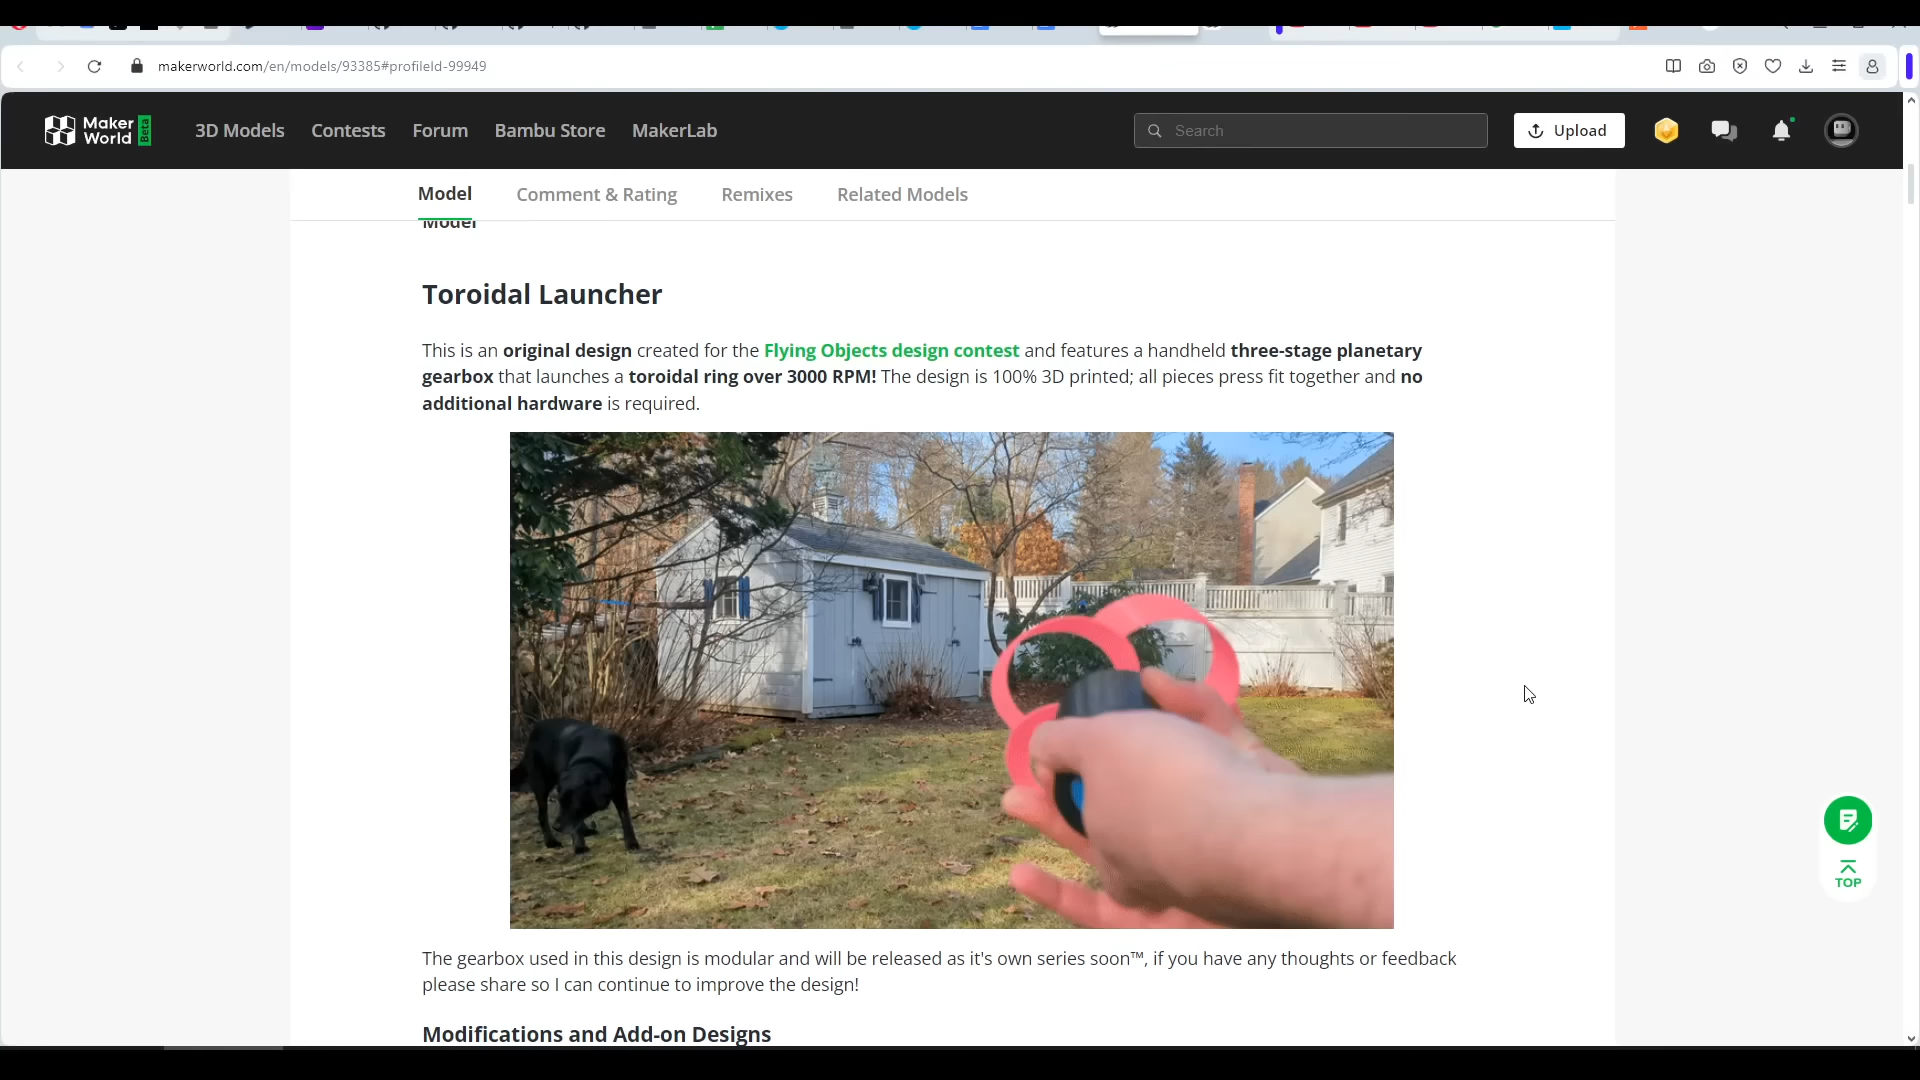 makerworld.com/en/models/93385#profileId-99949
Maker
World
Beta
3D Models
Contests
Forum
Bambu Store
MakerLab
Search
Upload
Model
Comment & Rating
Remixes
Related Models
Model
Toroidal Launcher
This is an original design created for the Flying Objects design contest and features a handheld three-stage planetary
gearbox that launches a toroidal ring over 3000 RPM! The design is 100% 3D printed; all pieces press fit together and no
additional hardware is required.
TOP
The gearbox used in this design is modular and will be released as it's own series soon™, if you have any thoughts or feedback
please share so I can continue to improve the design!
Modifications and Add-on Designs